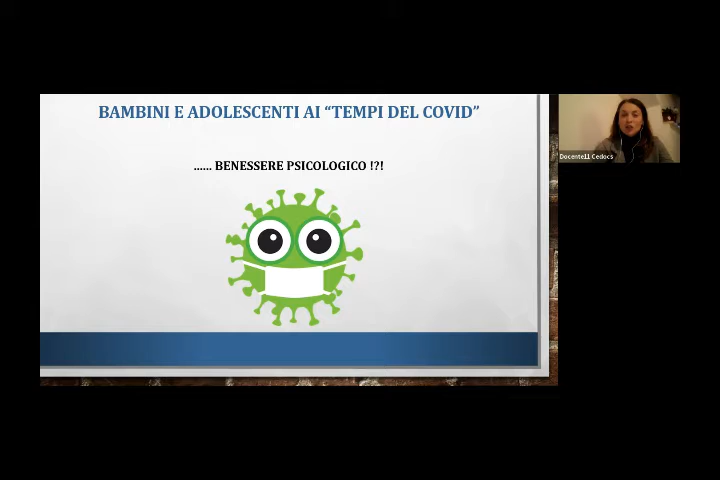 BAMBINI E ADOLESCENTI AI “TEMPI DEL COVID”
...... BENESSERE PSICOLOGICO !?!
Docente11 Cedocs